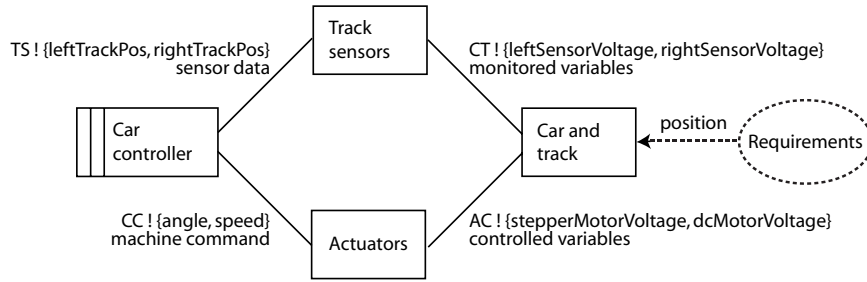 Track
sensors
TS ! {leftTrackPos, rightTrackPos}
sensor data
CT ! {leftSensorVoltage, rightSensorVoltage}
monitored variables
Car
controller
Car and
track
position
Requirements
CC ! {angle, speed}
machine command
Actuators
AC ! {stepperMotorVoltage, dcMotorVoltage}
controlled variables